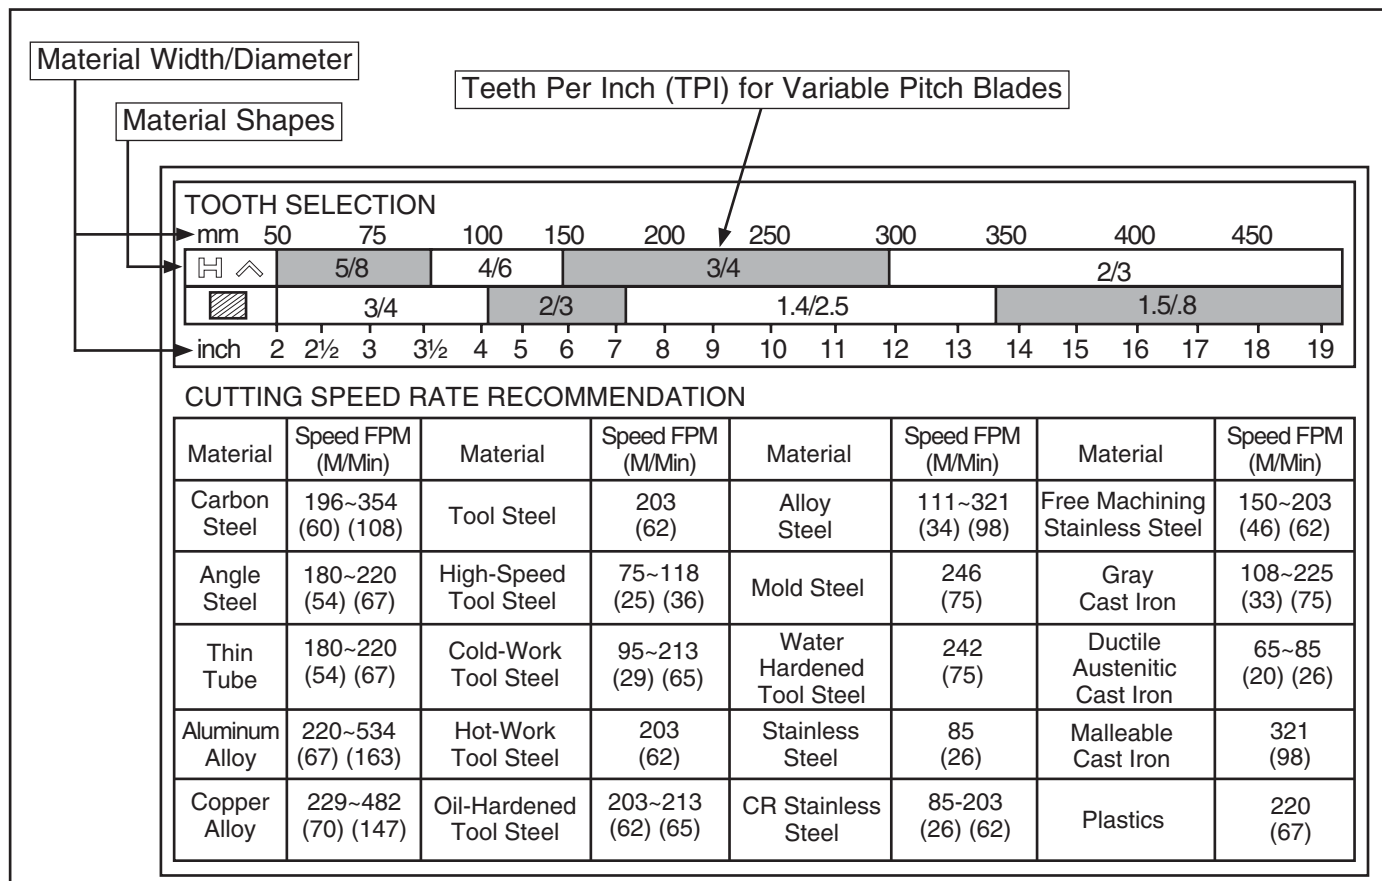 Material Width/Diameter
Teeth Per Inch (TPI) for Variable Pitch Blades
Material Shapes
TOOTH SELECTION
mm 50 75 100 150 200 250 300 350 400 450
5/8 4/6 3/4 2/3
3/4 2/3 1.4/2.5 1.5/.8
inch 2 2½ 3 3½ 4 5 6 7 8 9 10 11 12 13 14 15 16 17 18 19
CUTTING SPEED RATE RECOMMENDATION
Material
Speed FPM
(M/Min)
Material
Speed FPM
(M/Min)
Material
Speed FPM
(M/Min)
Material
Speed FPM
(M/Min)
Carbon
Steel
196~354
(60) (108)
Tool Steel
203
(62)
Alloy
Steel
111~321
(34) (98)
Free Machining
Stainless Steel
150~203
(46) (62)
Angle
Steel
180~220
(54) (67)
High-Speed
Tool Steel
75~118
(25) (36)
Mold Steel
246
(75)
Gray
Cast Iron
108~225
(33) (75)
Thin
Tube
180~220
(54) (67)
Cold-Work
Tool Steel
95~213
(29) (65)
Water
Hardened
Tool Steel
242
(75)
Ductile
Austenitic
Cast Iron
65~85
(20) (26)
Aluminum
Alloy
220~534
(67) (163)
Hot-Work
Tool Steel
203
(62)
Stainless
Steel
85
(26)
Malleable
Cast Iron
321
(98)
Copper
Alloy
229~482
(70) (147)
Oil-Hardened
Tool Steel
203~213
(62) (65)
CR Stainless
Steel
85-203
(26) (62)
Plastics
220
(67)